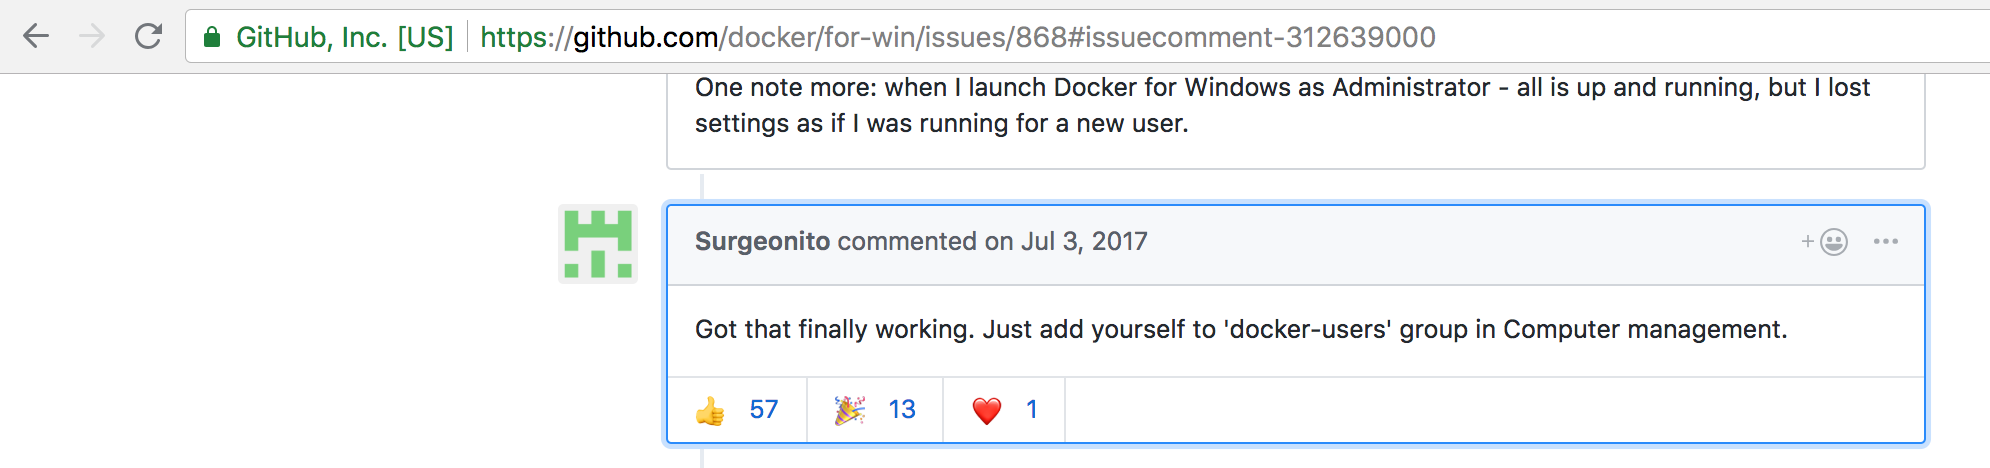 GitHub, Inc. [US] https://github.com/docker/for-win/issues/868#issuecomment-312639000
One note more: when I launch Docker for Windows as Administrator - all is up and running, but I lost
settings as if I was running for a new user.
Surgeonito commented on Jul 3, 2017
Got that finally working. Just add yourself to 'docker-users' group in Computer management.
57 13 1